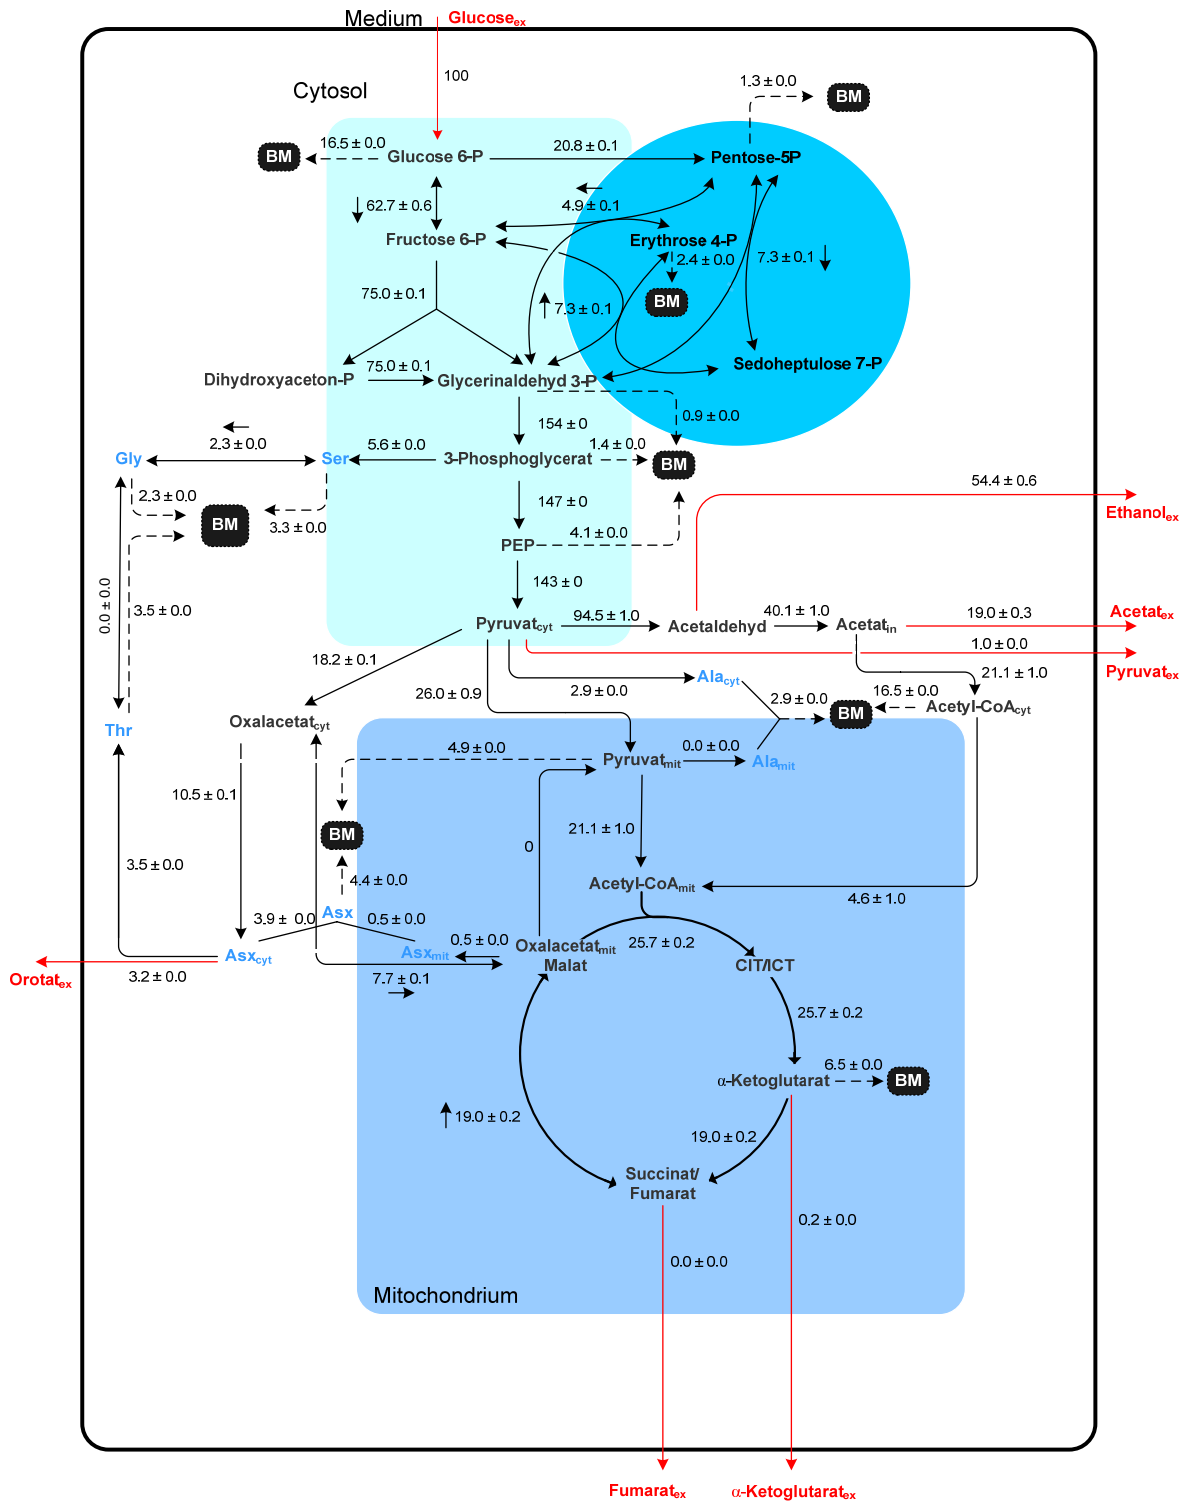 Medium
Glucoseex
100
Cytosol
1.3 ± 0.0
BM
16.5 ± 0.0
BM
Glucose 6-P
20.8 ± 0.1
Pentose-5P
62.7 ± 0.6
4.9 ± 0.1
Fructose 6-P
Erythrose 4-P
2.4 ± 0.0
7.3 ± 0.1
BM
75.0 ± 0.1
7.3 ± 0.1
Sedoheptulose 7-P
75.0 ± 0.1
Dihydroxyaceton-P
Glycerinaldehyd 3-P
0.9 ± 0.0
154 ± 0
2.3 ± 0.0
5.6 ± 0.0
1.4 ± 0.0
Gly
Ser
3-Phosphoglycerat
BM
2.3 ± 0.0
BM
3.3 ± 0.0
147 ± 0
54.4 ± 0.6
Ethanolex
PEP
4.1 ± 0.0
143 ± 0
0.0 ± 0.0
3.5 ± 0.0
Pyruvatcyt
94.5 ± 1.0
Acetaldehyd
40.1 ± 1.0
Acetatin
19.0 ± 0.3
Acetatex
1.0 ± 0.0
Pyruvatex
18.2 ± 0.1
26.0 ± 0.9
2.9 ± 0.0
Alacyt
2.9 ± 0.0
16.5 ± 0.0
21.1 ± 1.0
BM
Acetyl-CoAcyt
Thr
Oxalacetatcyt
4.9 ± 0.0
Pyruvatmit
0.0 ± 0.0
Alamit
10.5 ± 0.1
BM
21.1 ± 1.0
0
3.5 ± 0.0
4.4 ± 0.0
Acetyl-CoAmit
4.6 ± 1.0
3.9 ± 0.0
Asx
0.5 ± 0.0
Asxcyt
Asxmit
0.5 ± 0.0
Oxalacetatmit
Malat
25.7 ± 0.2
CIT/ICT
Orotatex
3.2 ± 0.0
7.7 ± 0.1
25.7 ± 0.2
α-Ketoglutarat
6.5 ± 0.0
BM
19.0 ± 0.2
19.0 ± 0.2
Succinat/
Fumarat
0.2 ± 0.0
0.0 ± 0.0
Mitochondrium
Fumaratex
α-Ketoglutaratex